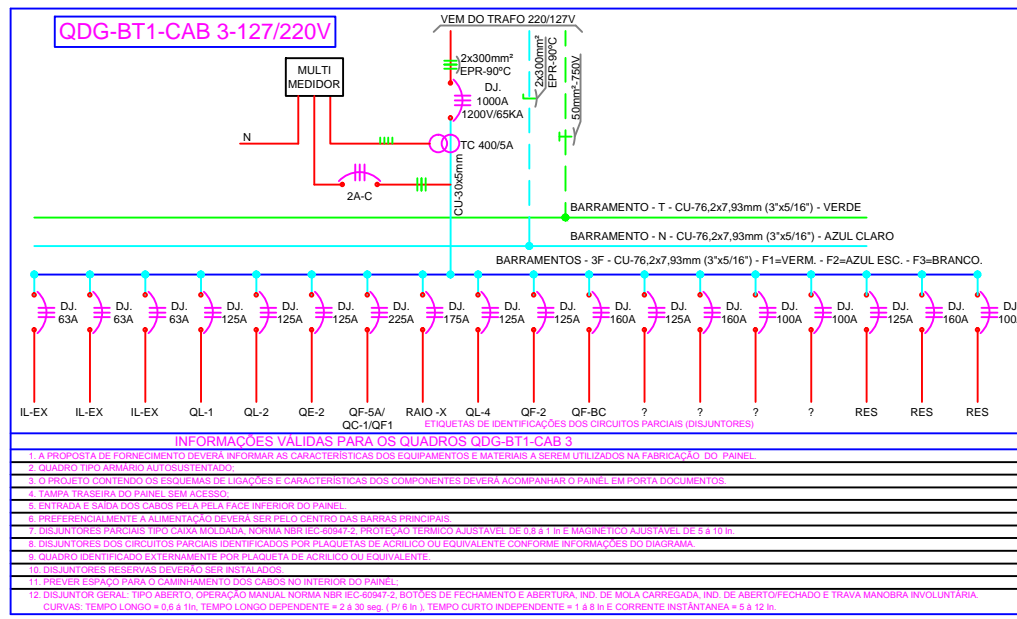 QDG-BT1-CAB 3-127/220V
VEM DO TRAFO 220/127V
2x300mm²
EPR-90ºC
2x300mm²
EPR-90ºC
50mm²-750V
MULTI
MEDIDOR
DJ.
1000A
1200V/65KA
N
TC 400/5A
2A-C
CU-30x5mm
BARRAMENTO - T - CU-76,2x7,93mm (3"x5/16") - VERDE
BARRAMENTO - N - CU-76,2x7,93mm (3"x5/16") - AZUL CLARO
BARRAMENTOS - 3F - CU-76,2x7,93mm (3"x5/16") - F1=VERM. - F2=AZUL ESC. - F3=BRANCO.
DJ. DJ. DJ. DJ. DJ. DJ. DJ. DJ. DJ. DJ. DJ. DJ. DJ. DJ. DJ. DJ. DJ. DJ.
63A 63A 63A 125A 125A 125A 225A 175A 125A 125A 160A 125A 160A 100A 100A 125A 160A 100A
IL-EX IL-EX IL-EX QL-1 QL-2 QE-2 QF-5A/ RAIO -X QL-4 QF-2 QF-BC ? ? ? ? RES RES RES
QC-1/QF1
ETIQUETAS DE IDENTIFICAÇÕES DOS CIRCUITOS PARCIAIS (DISJUNTORES)
INFORMAÇÕES VÁLIDAS PARA OS QUADROS QDG-BT1-CAB 3
1. A PROPOSTA DE FORNECIMENTO DEVERÁ INFORMAR AS CARACTERÍSTICAS DOS EQUIPAMENTOS E MATERIAIS A SEREM UTILIZADOS NA FABRICAÇÃO DO PAINEL.
2. QUADRO TIPO ARMÁRIO AUTOSUSTENTADO;
3. O PROJETO CONTENDO OS ESQUEMAS DE LIGAÇÕES E CARACTERÍSTICAS DOS COMPONENTES DEVERÁ ACOMPANHAR O PAINÉL EM PORTA DOCUMENTOS.
4. TAMPA TRASEIRA DO PAINEL SEM ACESSO;
5. ENTRADA E SAÍDA DOS CABOS PELA PELA FACE INFERIOR DO PAINEL.
6. PREFERENCIALMENTE A ALIMENTAÇÃO DEVERÁ SER PELO CENTRO DAS BARRAS PRINCIPAIS.
7. DISJUNTORES PARCIAIS TIPO CAIXA MOLDADA, NORMA NBR IEC-60947-2, PROTEÇÃO TERMICO AJUSTAVEL DE 0,8 à 1 In E MAGINÉTICO AJUSTÁVEL DE 5 à 10 In.
8. DISJUNTORES DOS CIRCUITOS PARCIAIS IDENTIFICADOS POR PLAQUETAS DE ACRILICO OU EQUIVALENTE CONFORME INFORMAÇÕES DO DIAGRAMA.
9. QUADRO IDENTIFICADO EXTERNAMENTE POR PLAQUETA DE ACRILICO OU EQUIVALENTE.
10. DISJUNTORES RESERVAS DEVERÃO SER INSTALADOS.
11. PREVER ESPAÇO PARA O CAMINHAMENTO DOS CABOS NO INTERIOR DO PAINÉL;
12. DISJUNTOR GERAL: TIPO ABERTO, OPERAÇÃO MANUAL NORMA NBR IEC-60947-2, BOTÕES DE FECHAMENTO E ABERTURA, IND. DE MOLA CARREGADA, IND. DE ABERTO/FECHADO E TRAVA MANOBRA INVOLUNTÁRIA.
CURVAS: TEMPO LONGO = 0,6 à 1In, TEMPO LONGO DEPENDENTE = 2 à 30 seg. ( P/ 6 In ), TEMPO CURTO INDEPENDENTE = 1 à 8 In E CORRENTE INSTÂNTANEA = 5 à 12 In.